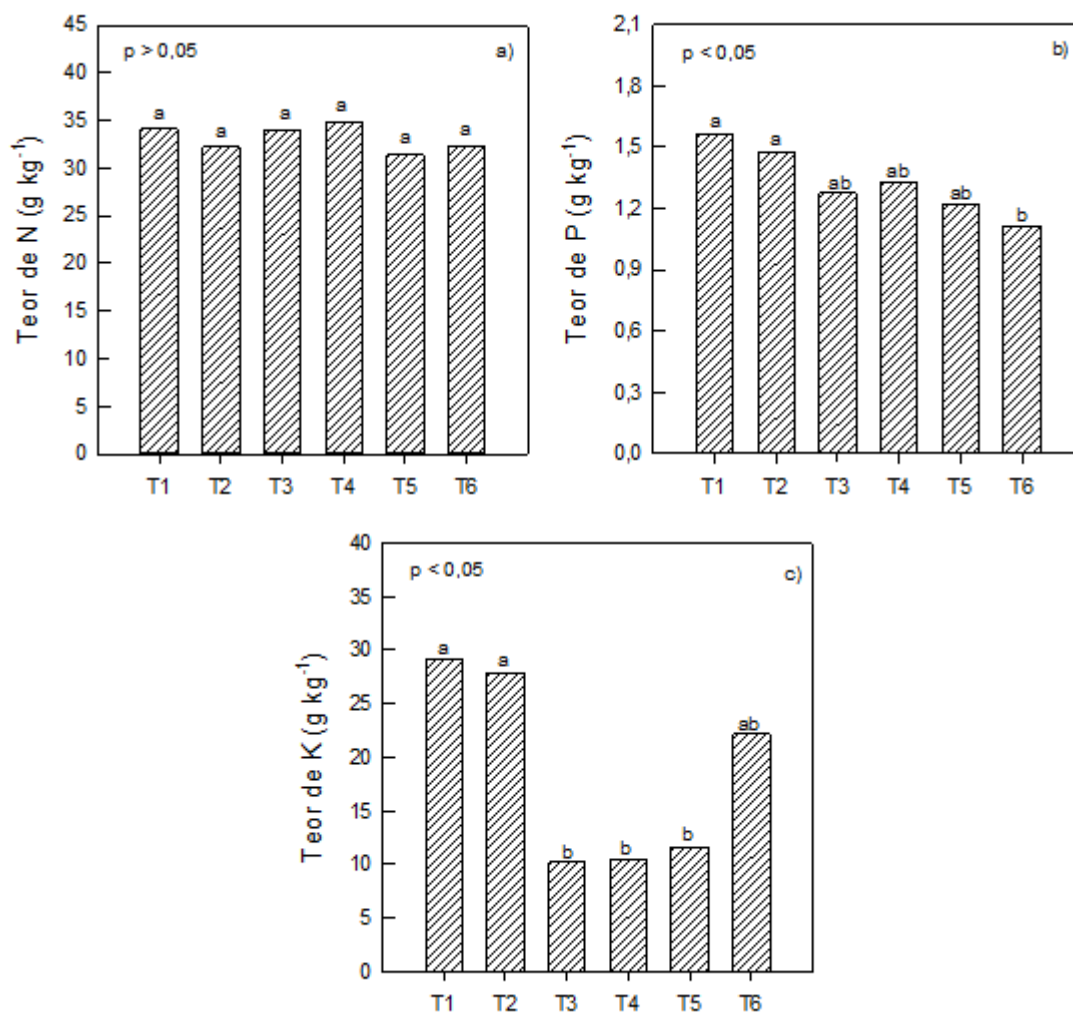 p > 0,05
a)
Teor de N (g kg⁻¹)
45
40
35
30
25
20
15
10
5
0
a
a
a
a
a
a
T1 T2 T3 T4 T5 T6
p < 0,05
b)
Teor de P (g kg⁻¹)
2,1
1,8
1,5
1,2
0,9
0,6
0,3
0,0
a
a
ab
ab
ab
b
T1 T2 T3 T4 T5 T6
p < 0,05
c)
Teor de K (g kg⁻¹)
40
35
30
25
20
15
10
5
0
a
a
b
b
b
ab
T1 T2 T3 T4 T5 T6